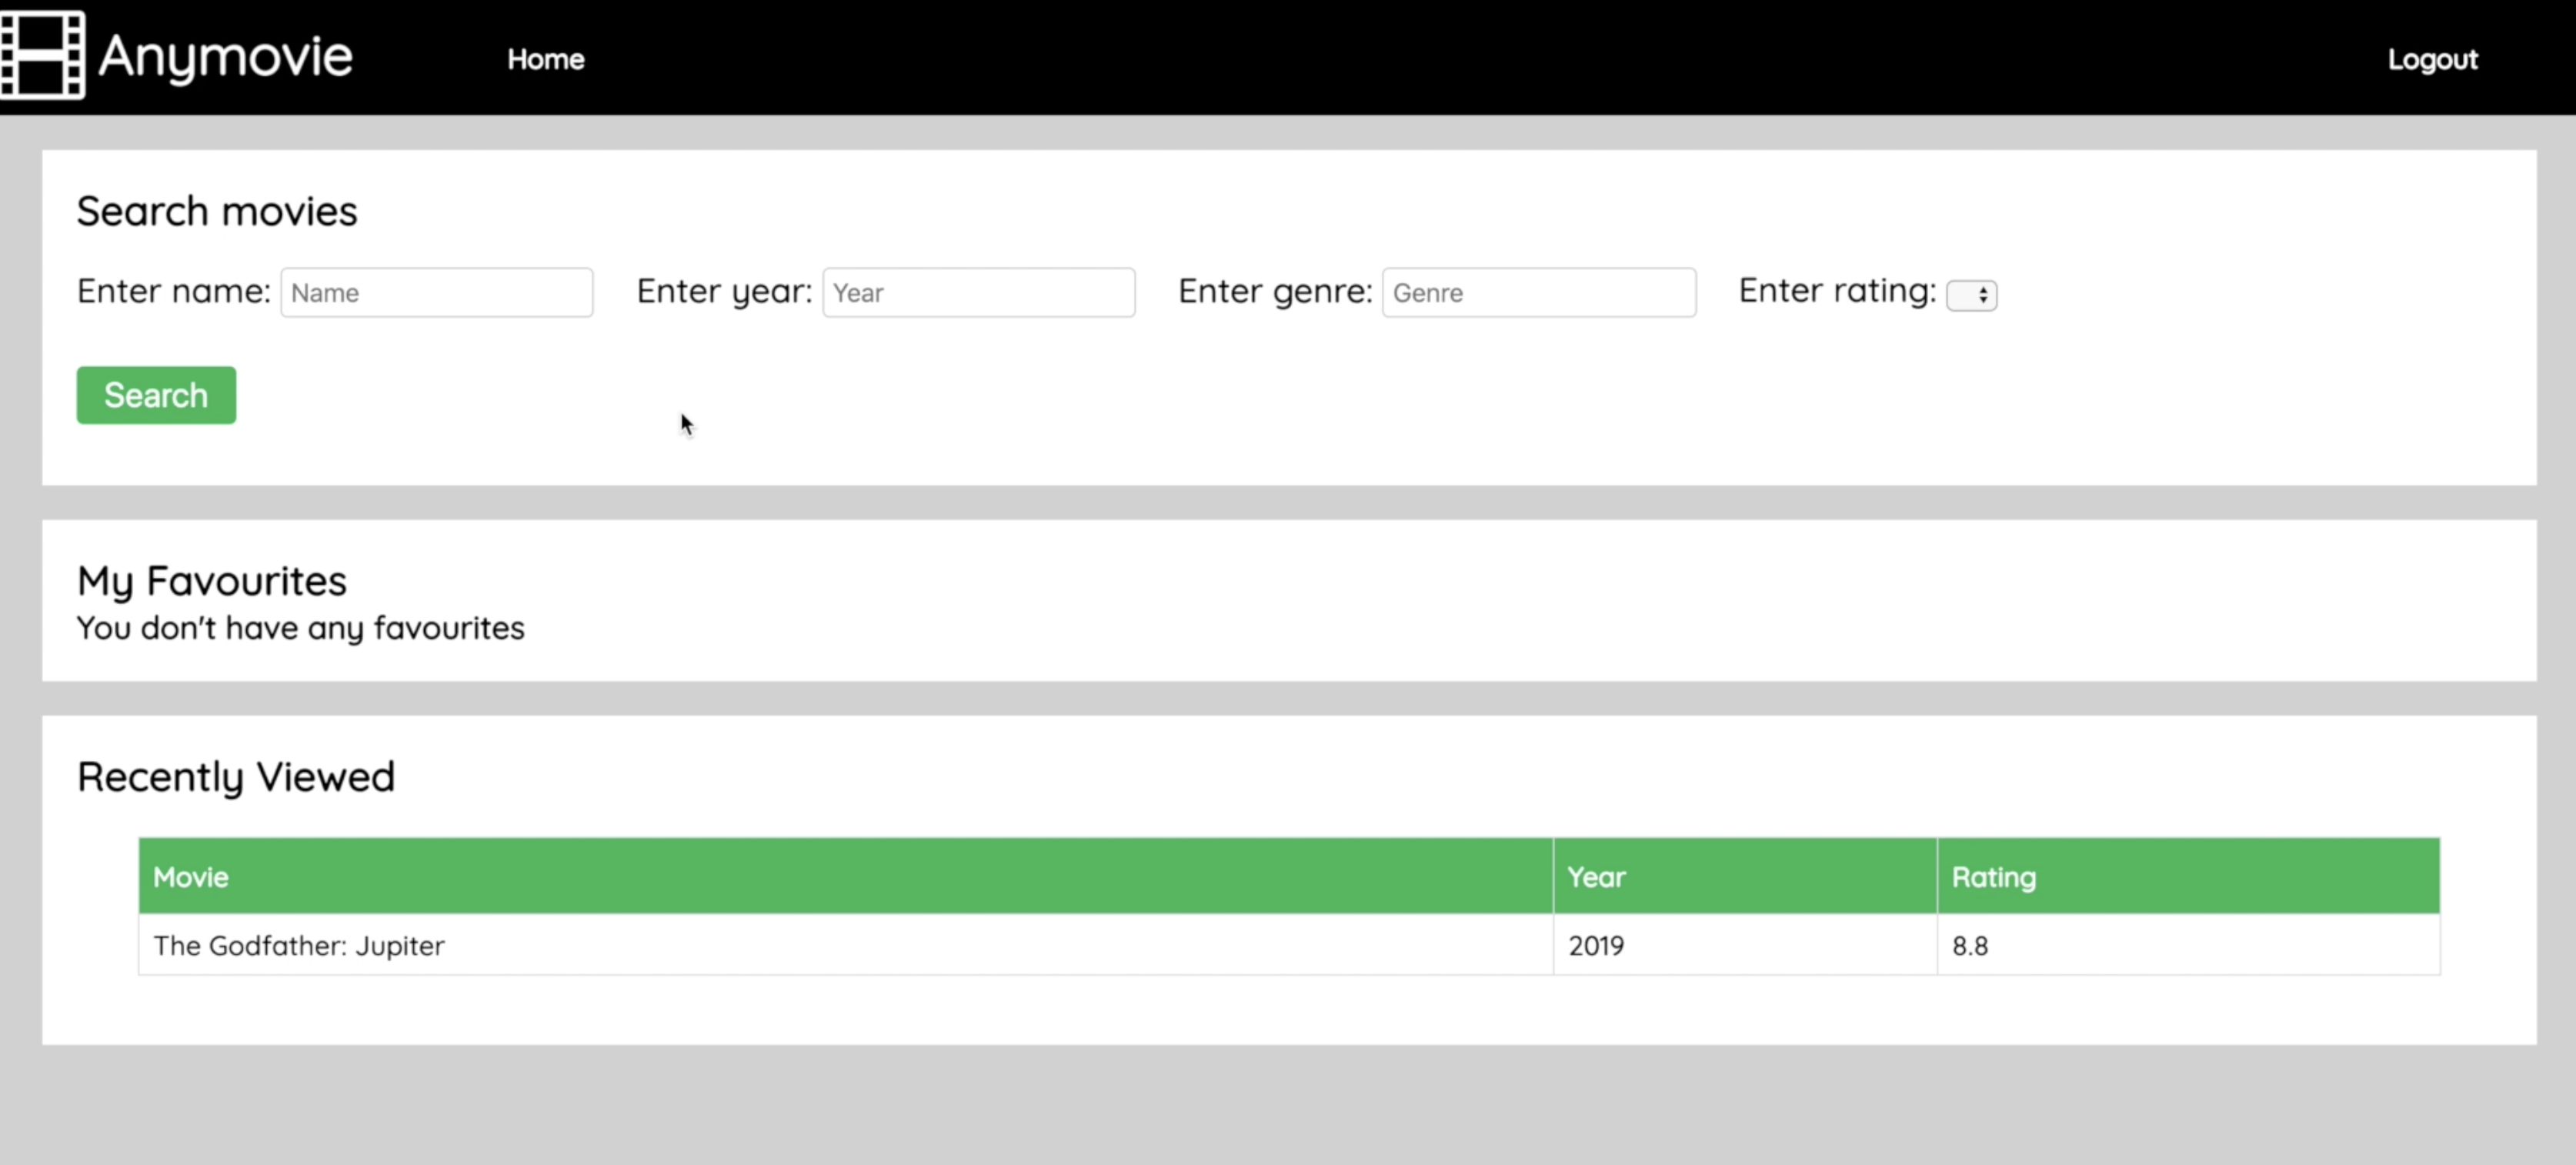 Anymovie Home Logout
Search movies
Enter name: Name Enter year: Year Enter genre: Genre Enter rating:
Search
My Favourites
You don't have any favourites
Recently Viewed
Movie Year Rating
The Godfather: Jupiter 2019 8.8